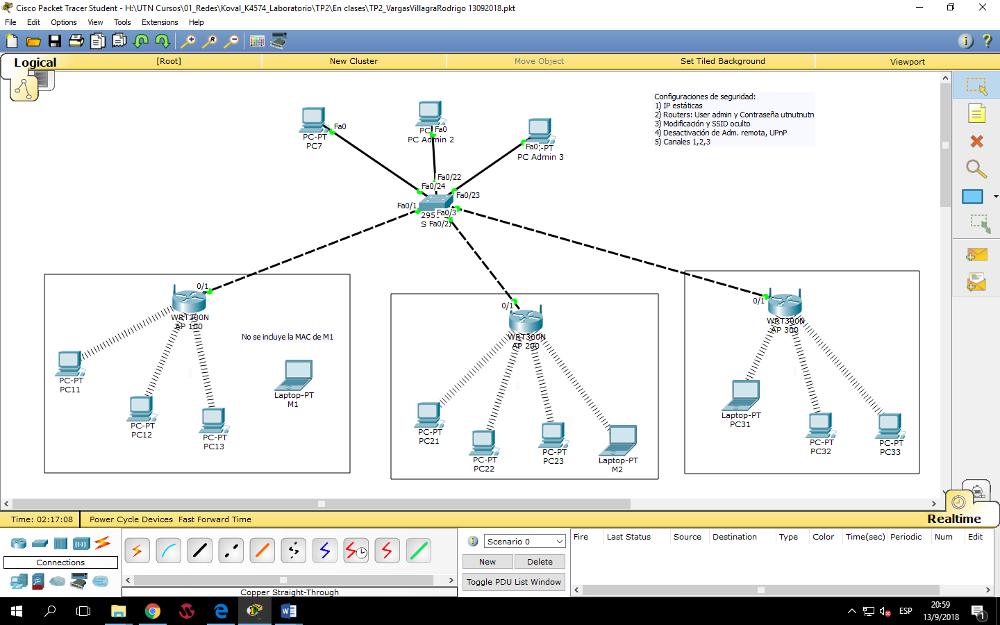 Cisco Packet Tracer Student - H:\UTN Cursos\01_Redes\Koval_K4574_Laboratorio\TP2\En clases\TP2_VargasVillagraRodrigo 13092018.pkt
File Edit Options View Tools Extensions Help
Logical [Root] New Cluster Move Object Set Tiled Background Viewport
Configuraciones de seguridad:
1) IP estáticas
2) Routers: User admin y Contraseña utnutnutn
3) Modificación y SSID oculto
4) Desactivación de Adm. remota, UPnP
5) Canales 1,2,3
Fa0
PC-PT
PC7
PC
Fa0
PC Admin 2
Fa0
-PT
PC Admin 3
Fa0/22
Fa0/24
Fa0/23
Fa0/1
Fa0/3
295
S Fa0/2
0/1
WRT300N
AP 100
No se incluye la MAC de M1
PC-PT
PC11
PC-PT
PC12
PC-PT
PC13
Laptop-PT
M1
0/1
WRT300N
AP 200
PC-PT
PC21
PC-PT
PC22
PC-PT
PC23
Laptop-PT
M2
0/1
WRT300N
AP 300
Laptop-PT
PC31
PC-PT
PC32
PC-PT
PC33
Time: 02:17:08 Power Cycle Devices Fast Forward Time Realtime
Connections
Copper Straight-Through
Scenario 0
New Delete
Toggle PDU List Window
Fire Last Status Source Destination Type Color Time(sec) Periodic Num Edit
ESP
20:59
13/9/2018
1